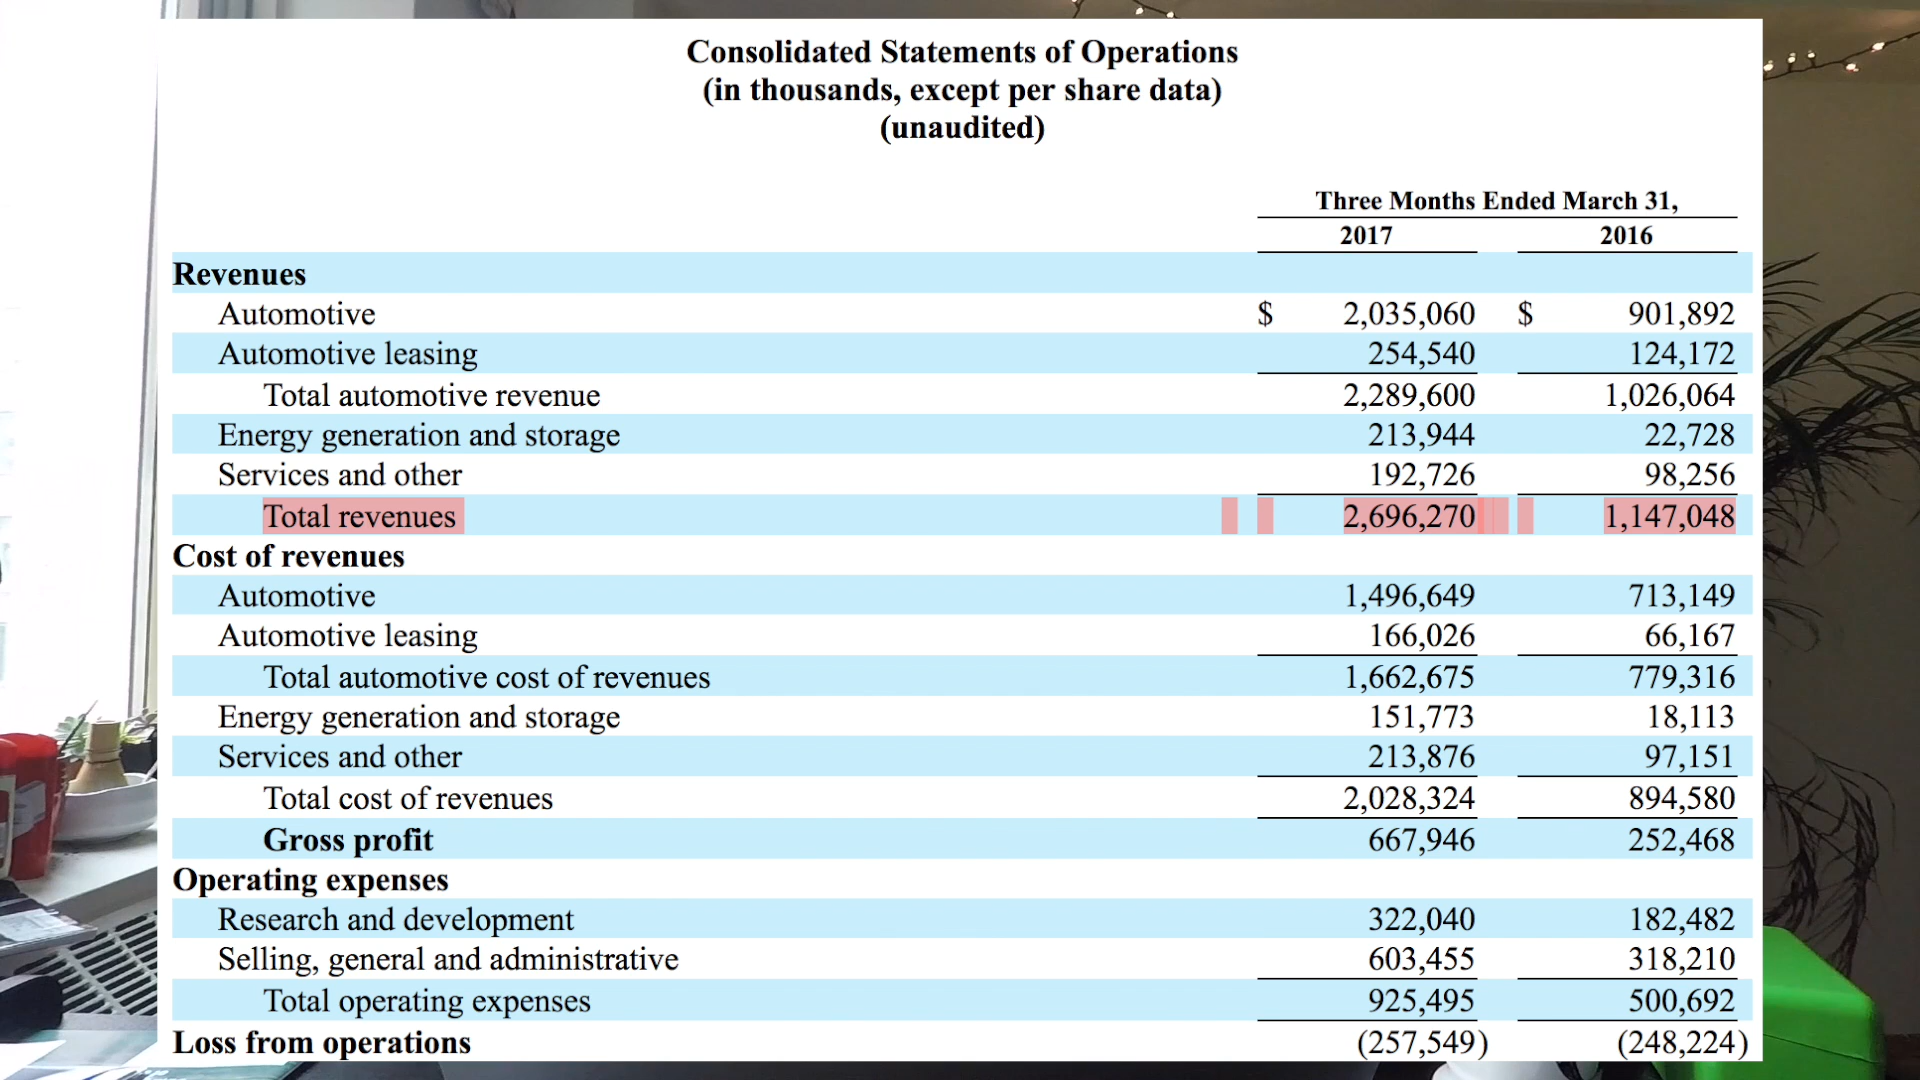 Consolidated Statements of Operations
(in thousands, except per share data)
(unaudited)
Three Months Ended March 31,
2017 2016
Revenues
Automotive $ 2,035,060 $ 901,892
Automotive leasing 254,540 124,172
Total automotive revenue 2,289,600 1,026,064
Energy generation and storage 213,944 22,728
Services and other 192,726 98,256
Total revenues 2,696,270 1,147,048
Cost of revenues
Automotive 1,496,649 713,149
Automotive leasing 166,026 66,167
Total automotive cost of revenues 1,662,675 779,316
Energy generation and storage 151,773 18,113
Services and other 213,876 97,151
Total cost of revenues 2,028,324 894,580
Gross profit 667,946 252,468
Operating expenses
Research and development 322,040 182,482
Selling, general and administrative 603,455 318,210
Total operating expenses 925,495 500,692
Loss from operations (257,549) (248,224)